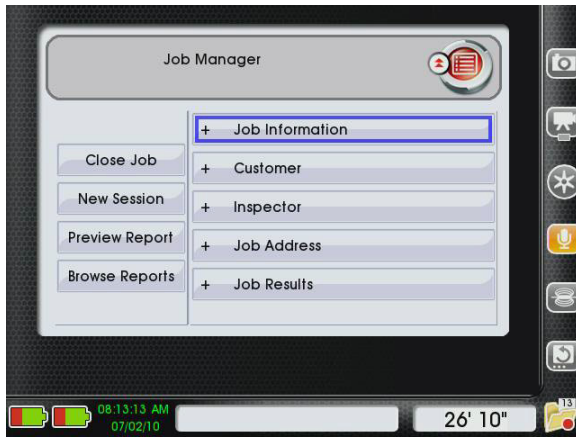 Job Manager
+ Job Information
Close Job
+ Customer
New Session
+ Inspector
Preview Report
+ Job Address
Browse Reports
+ Job Results
13
08:13:13 AM
07/02/10
26' 10"